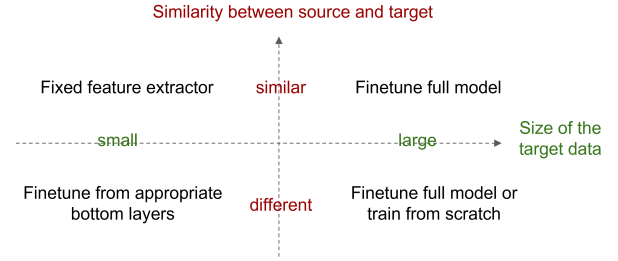 Similarity between source and target
Fixed feature extractor
similar
Finetune full model
small
large
Size of the
target data
Finetune from appropriate
bottom layers
different
Finetune full model or
train from scratch